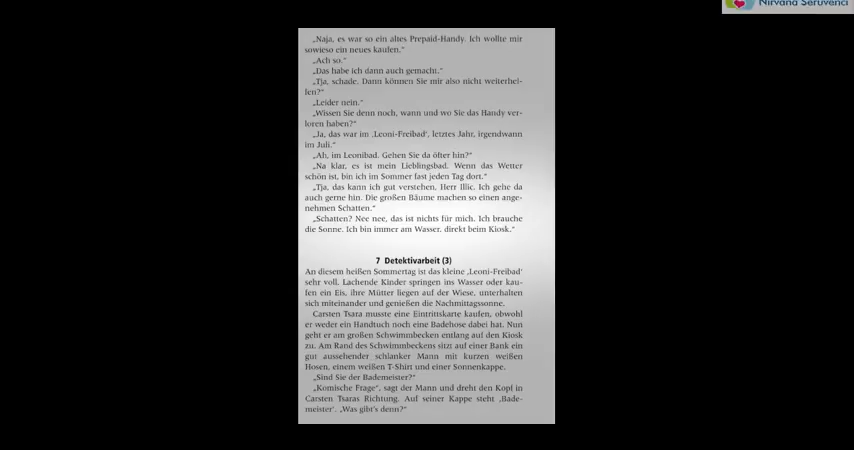 Nirvana Serüvenci
„Naja, es war so ein altes Prepaid-Handy. Ich wollte mir
sowieso ein neues kaufen.“
„Ach so.“
„Das habe ich dann auch gemacht.“
„Tja, schade. Dann können Sie mir also nicht weiterhel-
fen?“
„Leider nein.“
„Wissen Sie denn noch, wann und wo Sie das Handy ver-
loren haben?“
„Ja, das war im ‚Leoni-Freibad‘, letztes Jahr, irgendwann
im Juli.“
„Ah, im Leonibad. Gehen Sie da öfter hin?“
„Na klar, es ist mein Lieblingsbad. Wenn das Wetter
schön ist, bin ich im Sommer fast jeden Tag dort.“
„Tja, das kann ich gut verstehen, Herr Illic. Ich gehe da
auch gerne hin. Die großen Bäume machen so einen ange-
nehmen Schatten.“
„Schatten? Nee nee, das ist nichts für mich. Ich brauche
die Sonne. Ich bin immer am Wasser, direkt beim Kiosk.“
7 Detektivarbeit (3)
An diesem heißen Sommertag ist das kleine ‚Leoni-Freibad‘
sehr voll. Lachende Kinder springen ins Wasser oder kau-
fen ein Eis, ihre Mütter liegen auf der Wiese, unterhalten
sich miteinander und genießen die Nachmittagssonne.
Carsten Tsara musste eine Eintrittskarte kaufen, obwohl
er weder ein Handtuch noch eine Badehose dabei hat. Nun
geht er am großen Schwimmbecken entlang auf den Kiosk
zu. Am Rand des Schwimmbeckens sitzt auf einer Bank ein
gut aussehender schlanker Mann mit kurzen weißen
Hosen, einem weißen T-Shirt und einer Sonnenkappe.
„Sind Sie der Bademeister?“
„Komische Frage“, sagt der Mann und dreht den Kopf in
Carsten Tsaras Richtung. Auf seiner Kappe steht ‚Bade-
meister‘. „Was gibt's denn?“